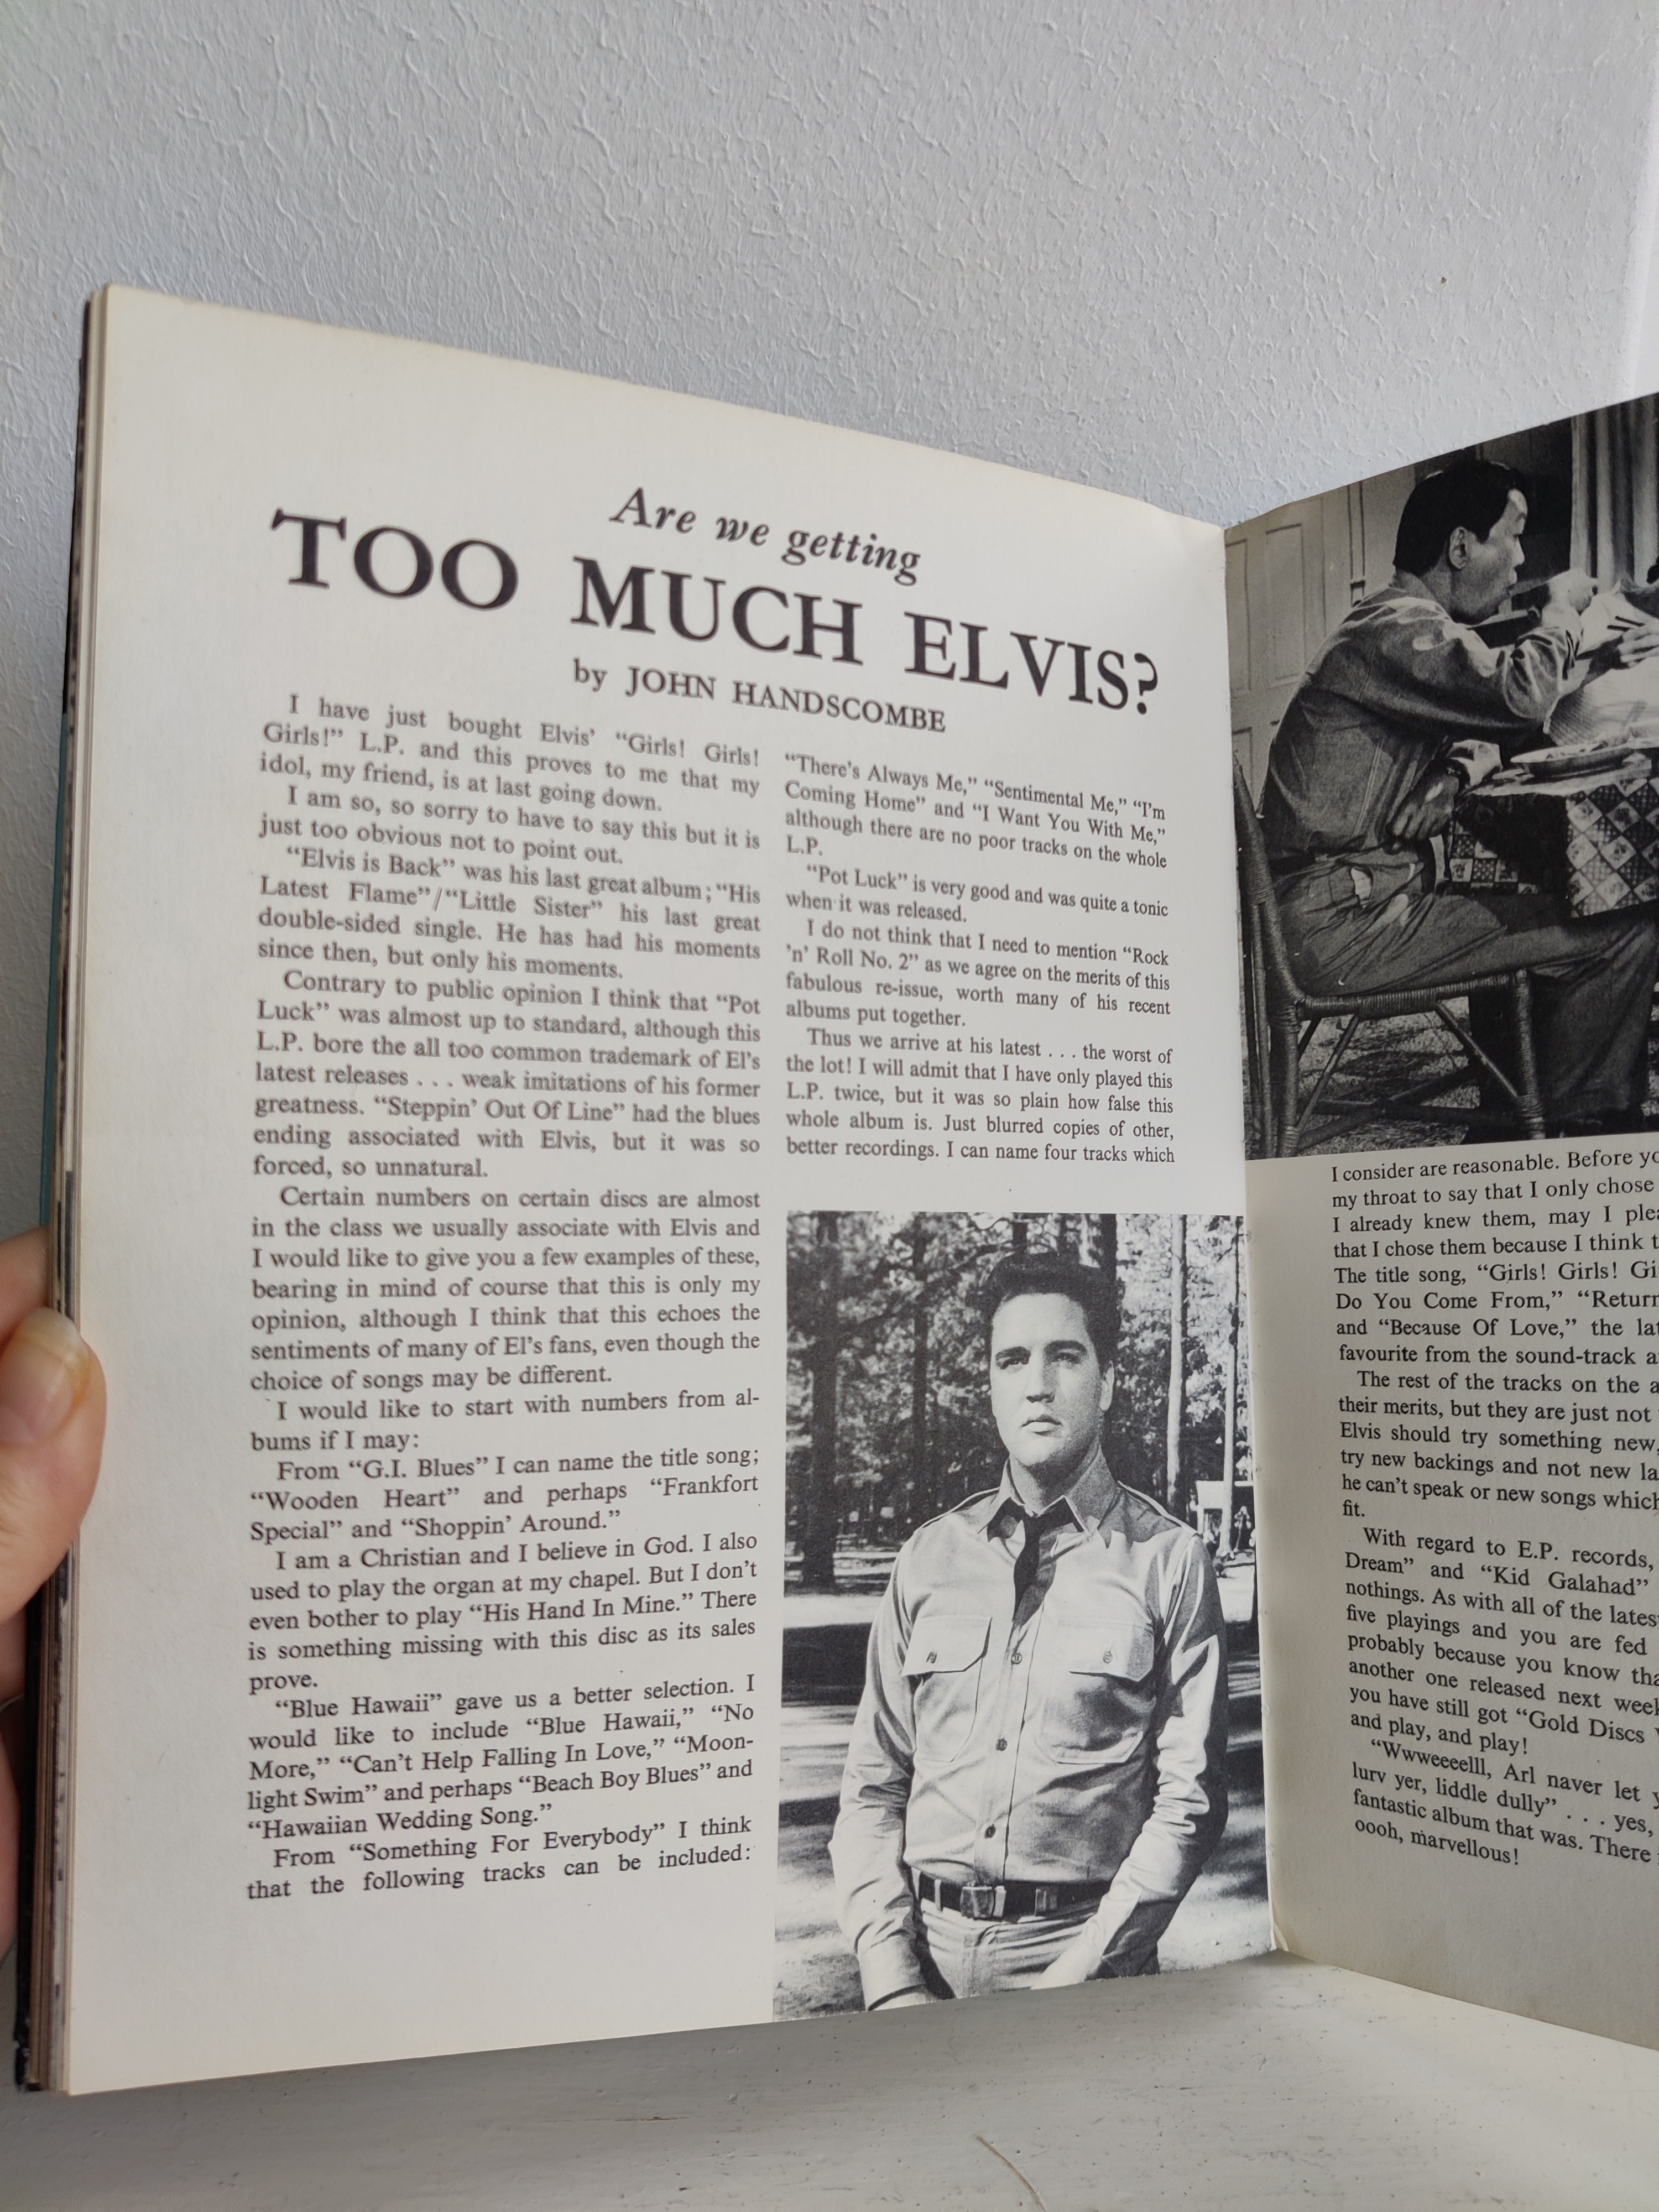 Are we getting
TOO MUCH ELVIS?
by JOHN HANDSCOMBE
I have just bought Elvis' “Girls! Girls!
Girls!” L.P. and this proves to me that my
idol, my friend, is at last going down.
I am so, so sorry to have to say this but it is
just too obvious not to point out.
“Elvis is Back” was his last great album; “His
Latest Flame”/“Little Sister” his last great
double-sided single. He has had his moments
since then, but only his moments.
Contrary to public opinion I think that “Pot
Luck” was almost up to standard, although this
L.P. bore the all too common trademark of El's
latest releases . . . weak imitations of his former
greatness. “Steppin' Out Of Line” had the blues
ending associated with Elvis, but it was so
forced, so unnatural.
Certain numbers on certain discs are almost
in the class we usually associate with Elvis and
I would like to give you a few examples of these,
bearing in mind of course that this is only my
opinion, although I think that this echoes the
sentiments of many of El's fans, even though the
choice of songs may be different.
I would like to start with numbers from al-
bums if I may:
From “G.I. Blues” I can name the title song;
“Wooden Heart” and perhaps “Frankfort
Special” and “Shoppin' Around.”
I am a Christian and I believe in God. I also
used to play the organ at my chapel. But I don't
even bother to play “His Hand In Mine.” There
is something missing with this disc as its sales
prove.
“Blue Hawaii” gave us a better selection. I
would like to include “Blue Hawaii,” “No
More,” “Can't Help Falling In Love,” “Moon-
light Swim” and perhaps “Beach Boy Blues” and
“Hawaiian Wedding Song.”
From “Something For Everybody” I think
that the following tracks can be included:
“There's Always Me,” “Sentimental Me,” “I'm
Coming Home” and “I Want You With Me,”
although there are no poor tracks on the whole
L.P.
“Pot Luck” is very good and was quite a tonic
when it was released.
I do not think that I need to mention “Rock
'n' Roll No. 2” as we agree on the merits of this
fabulous re-issue, worth many of his recent
albums put together.
Thus we arrive at his latest . . . the worst of
the lot! I will admit that I have only played this
L.P. twice, but it was so plain how false this
whole album is. Just blurred copies of other,
better recordings. I can name four tracks which
I consider are reasonable. Before
my throat to say that I only chose
I already knew them, may I
that I chose them because I think
The title song, “Girls! Girls!
Do You Come From,” “Return
and “Because Of Love,” the
favourite from the sound-track
The rest of the tracks on the
their merits, but they are just not
Elvis should try something new,
try new backings and not new
he can't speak or new songs which
fit.
With regard to E.P. records,
Dream” and “Kid Galahad”
nothings. As with all of the
five playings and you are fed
probably because you know
another one released next
you have still got “Gold Discs
and play, and play!
“Wwweeeelll, Arl naver let
lurv yer, liddle dully” . . . yes,
fantastic album that was. There
oooh, marvellous!